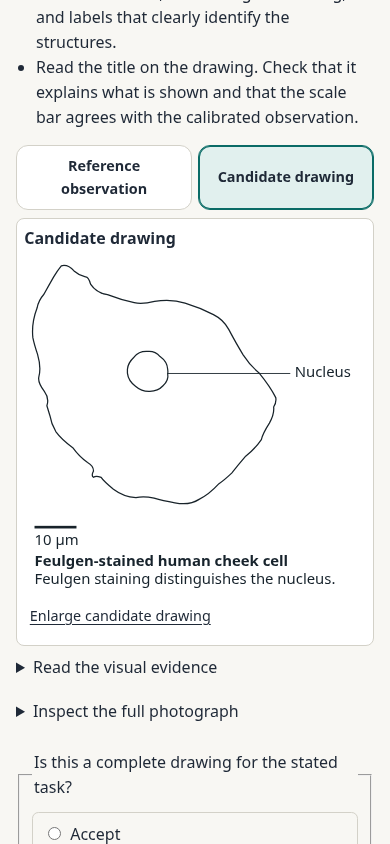 and labels that clearly identify the
structures.
Read the title on the drawing. Check that it
explains what is shown and that the scale
bar agrees with the calibrated observation.
Reference
observation
Candidate drawing
Candidate drawing
Nucleus
10 μm
Feulgen-stained human cheek cell
Feulgen staining distinguishes the nucleus.
Enlarge candidate drawing
Read the visual evidence
Inspect the full photograph
Is this a complete drawing for the stated
task?
Accept